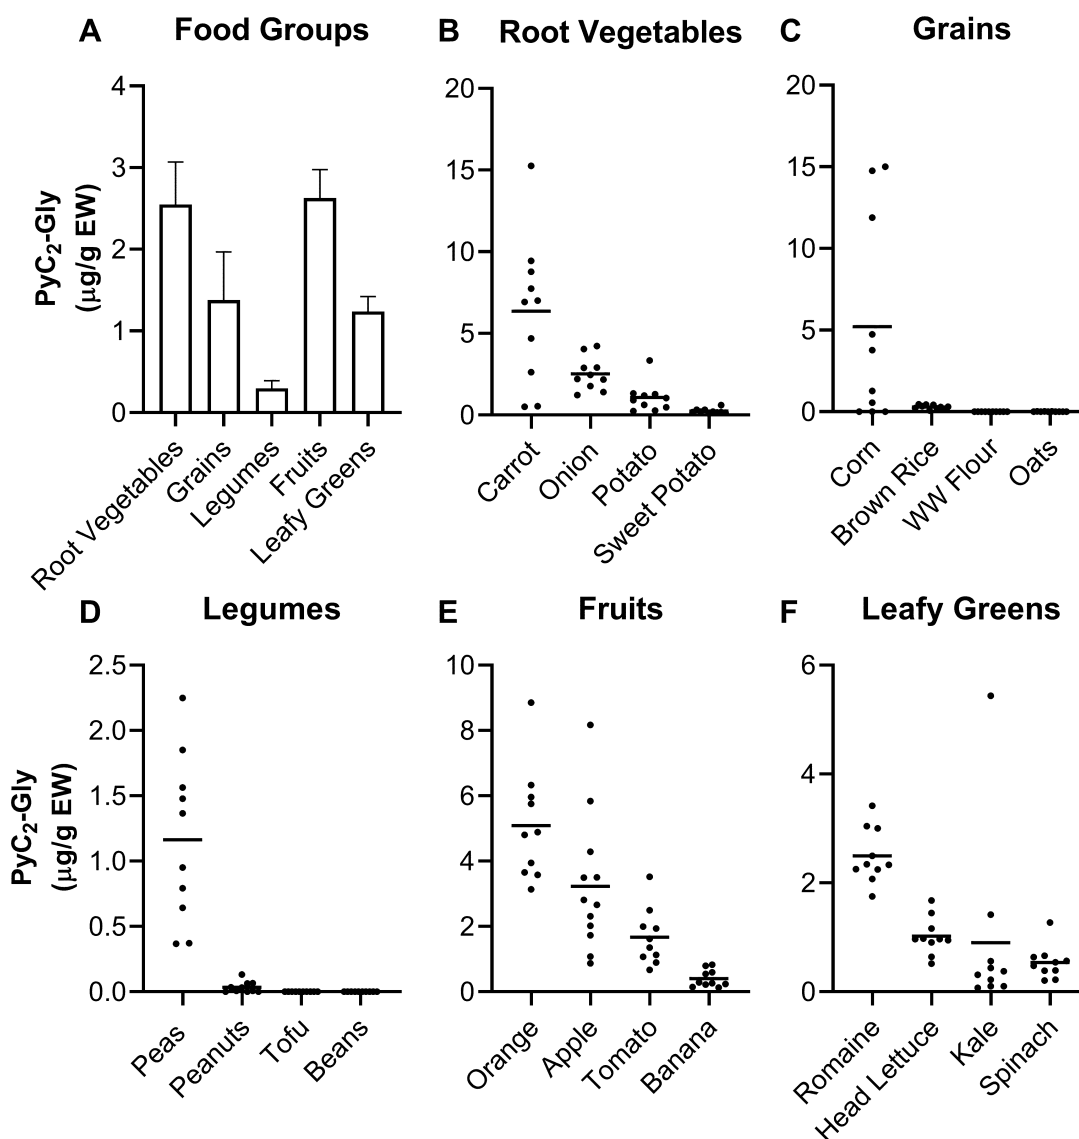 A Food Groups
PyC₂-Gly
(µg/g EW)
4
3
2
1
0
Root Vegetables
Grains
Legumes
Fruits
Leafy Greens
B Root Vegetables
20
15
10
5
0
Carrot
Onion
Potato
Sweet Potato
C Grains
20
15
10
5
0
Corn
Brown Rice
WW Flour
Oats
D Legumes
PyC₂-Gly
(µg/g EW)
2.5
2.0
1.5
1.0
0.5
0.0
Peas
Peanuts
Tofu
Beans
E Fruits
10
8
6
4
2
0
Orange
Apple
Tomato
Banana
F Leafy Greens
6
4
2
0
Romaine
Head Lettuce
Kale
Spinach